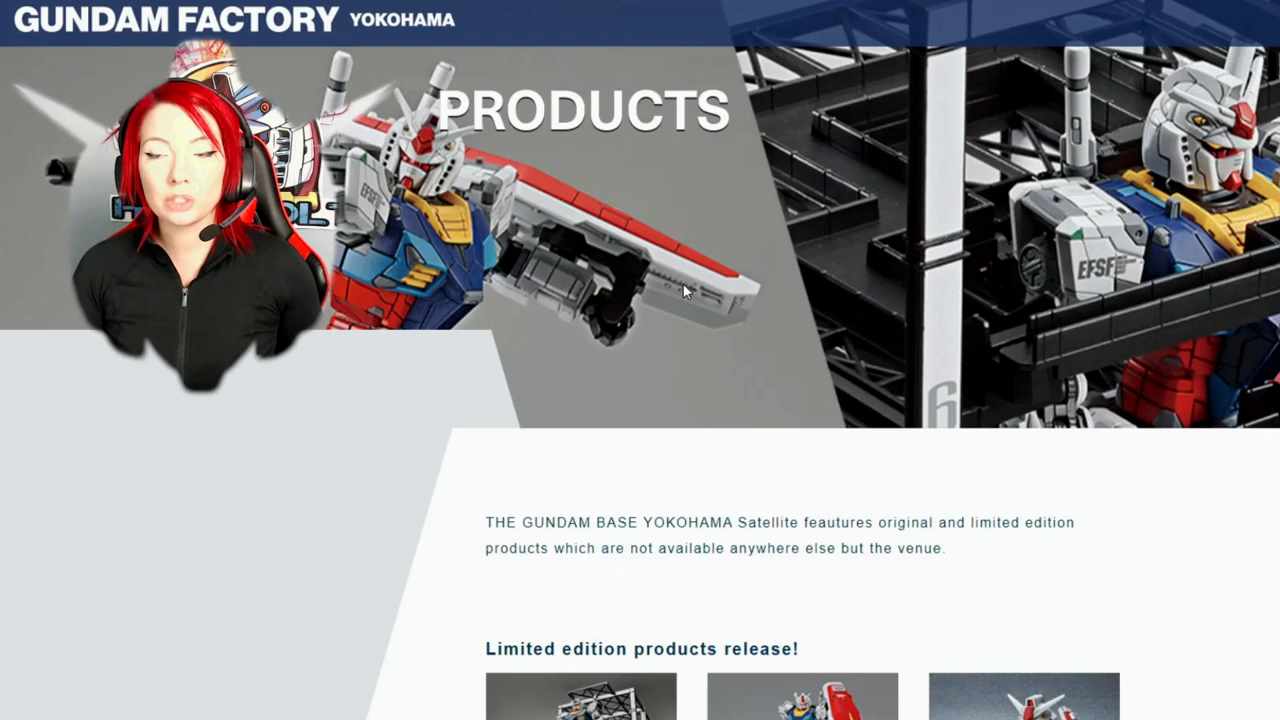 GUNDAM FACTORY YOKOHAMA
PRODUCTS
EFSF
EFSF
6
THE GUNDAM BASE YOKOHAMA Satellite feautures original and limited edition
products which are not available anywhere else but the venue.
Limited edition products release!